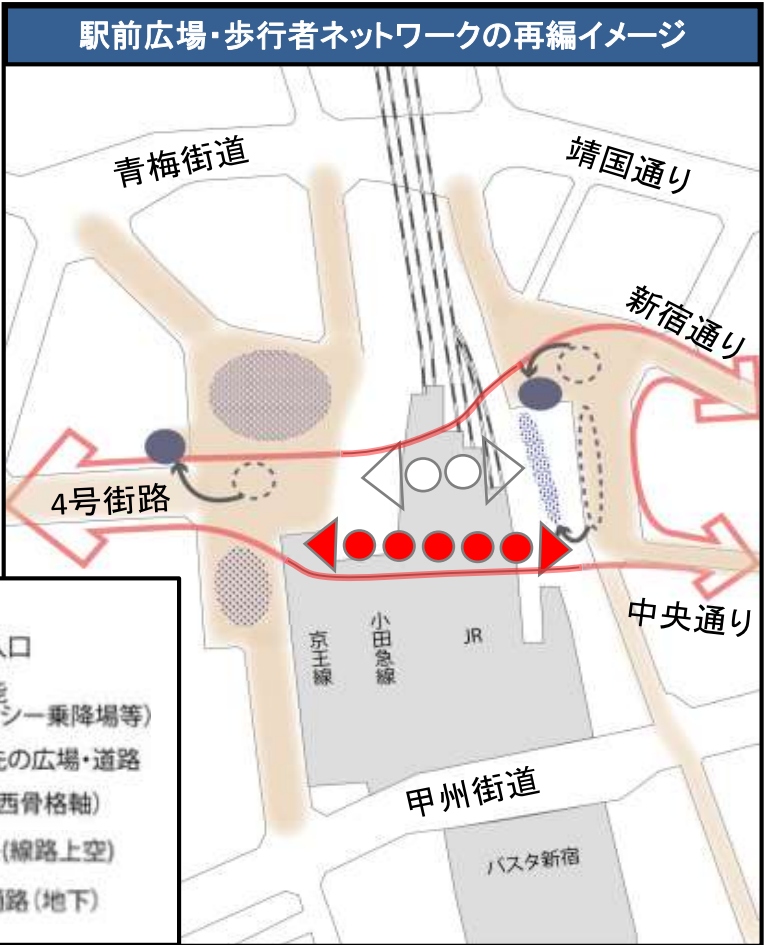 駅前広場・歩行者ネットワークの再編イメージ
青梅街道
靖国通り
新宿通り
4号街路
中央通り
京王線
小田急線
JR
甲州街道
バスタ新宿
入口
シー乗降場等)
の広場・道路
西骨格軸)
(線路上空)
路(地下)